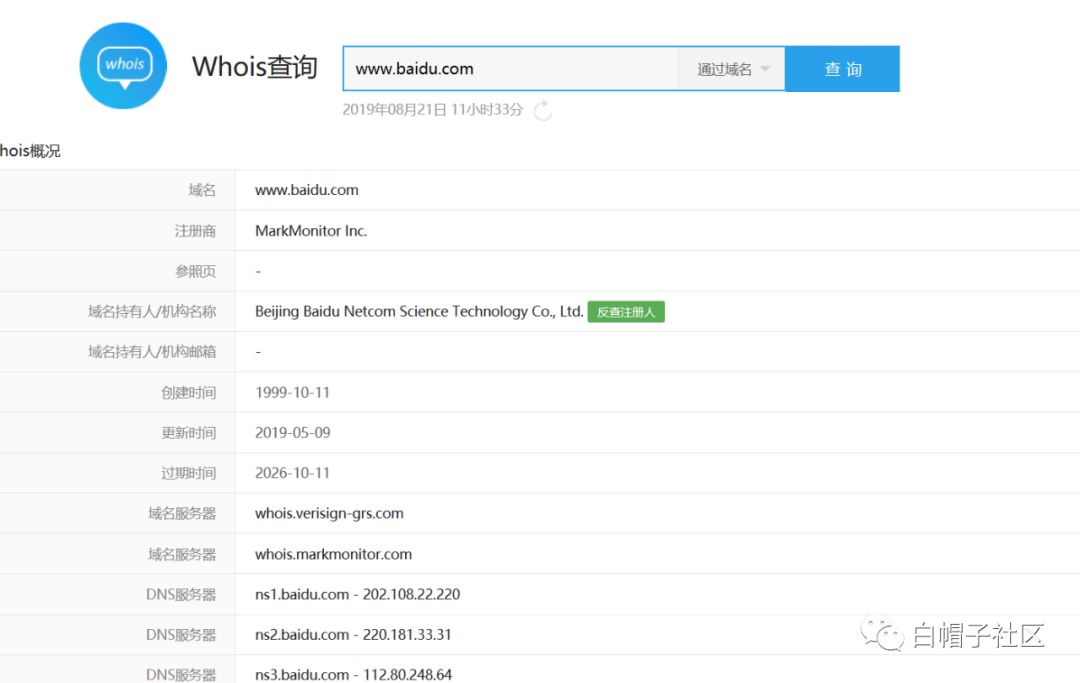 whois
Whois查询
www.baidu.com
通过域名
查 询
2019年08月21日 11小时33分
hois概况
域名 www.baidu.com
注册商 MarkMonitor Inc.
参照页 -
域名持有人/机构名称 Beijing Baidu Netcom Science Technology Co., Ltd. 反查注册人
域名持有人/机构邮箱 -
创建时间 1999-10-11
更新时间 2019-05-09
过期时间 2026-10-11
域名服务器 whois.verisign-grs.com
域名服务器 whois.markmonitor.com
DNS服务器 ns1.baidu.com - 202.108.22.220
DNS服务器 ns2.baidu.com - 220.181.33.31
DNS服务器 ns3.baidu.com - 112.80.248.64
白帽子社区